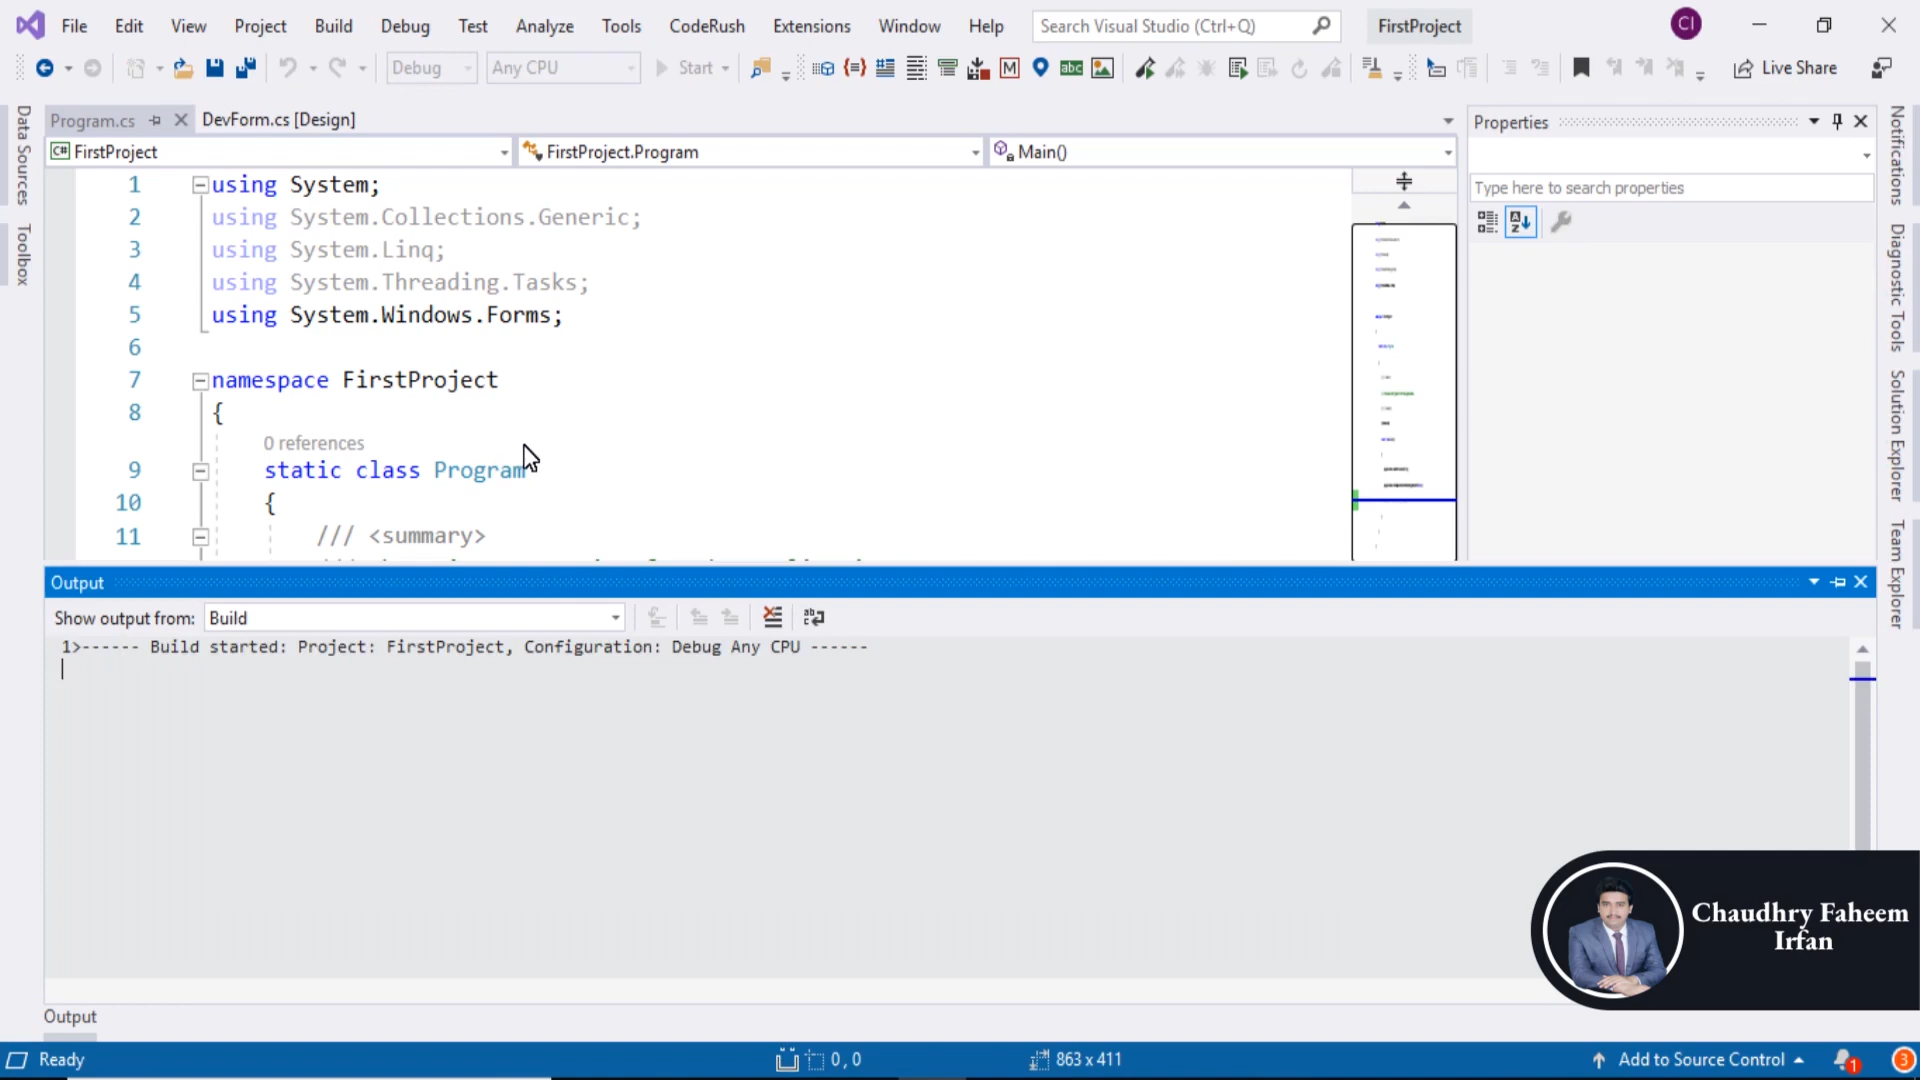 File Edit View Project Build Debug Test Analyze Tools CodeRush Extensions Window Help Search Visual Studio (Ctrl+Q) FirstProject CI
Debug Any CPU Start Live Share
Program.cs DevForm.cs [Design]
FirstProject FirstProject.Program Main()
1 using System;
2 using System.Collections.Generic;
3 using System.Linq;
4 using System.Threading.Tasks;
5 using System.Windows.Forms;
6
7 namespace FirstProject
8 {
0 references
9 static class Program
10 {
11 /// <summary>
Properties
Type here to search properties
Data Sources
Toolbox
Notifications
Diagnostic Tools
Solution Explorer
Team Explorer
Output
Show output from: Build
1>------ Build started: Project: FirstProject, Configuration: Debug Any CPU ------
Chaudhry Faheem
Irfan
Output
Ready 0, 0 863 x 411 Add to Source Control 1 3